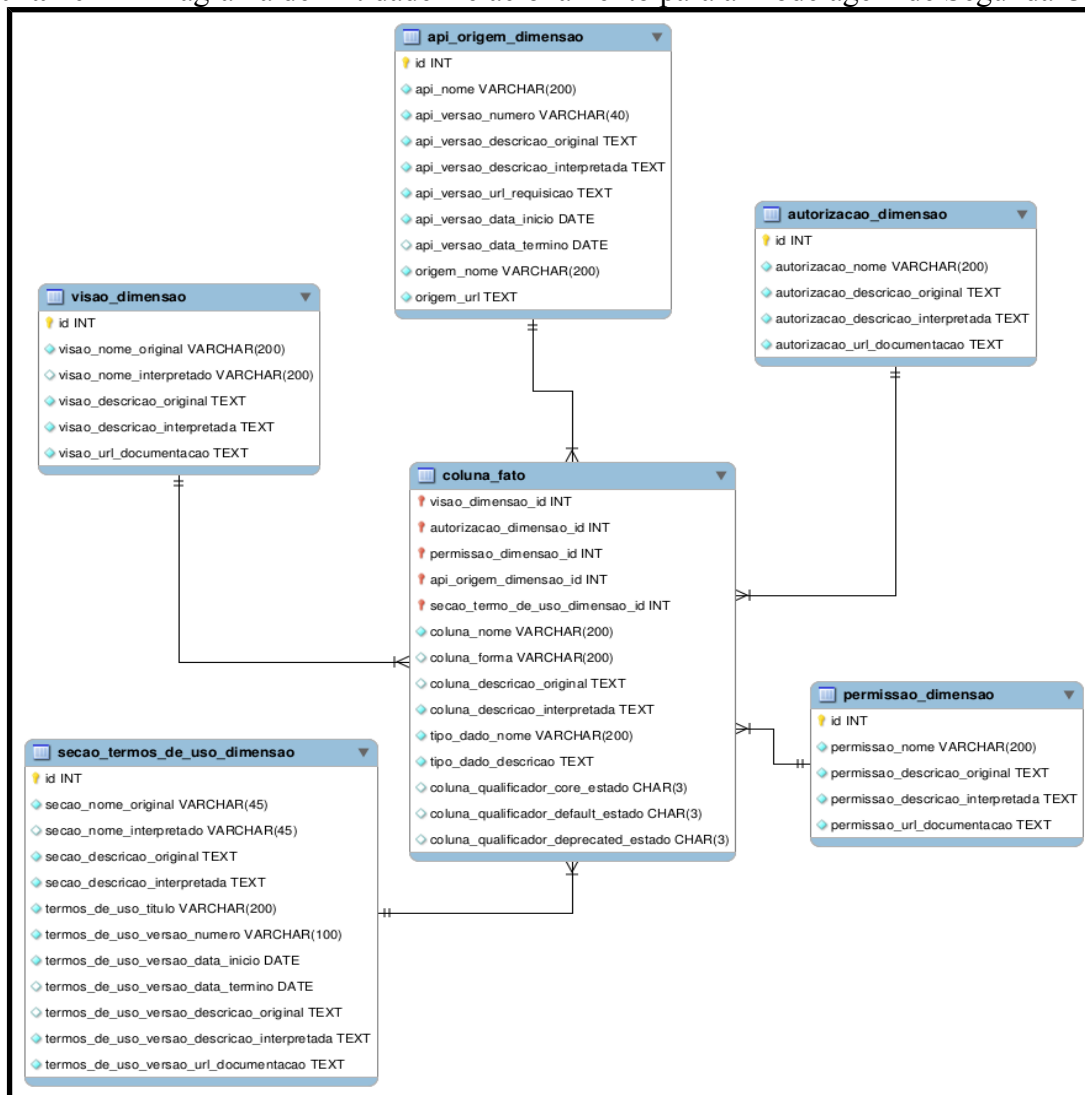 api_origem_dimensao
id INT
api_nome VARCHAR(200)
api_versao_numero VARCHAR(40)
api_versão_descricao_original TEXT
api_versao_descricao_interpretada TEXT
api_versão_url_requisicao TEXT
api_versao_data_inicio DATE
api_versao_data_termino DATE
origem_nome VARCHAR(200)
origem_url TEXT
autorizacao_dimensao
id INT
autorizacao_nome VARCHAR(200)
autorizacao_descricao_original TEXT
autorizacao_descricao_interpretada TEXT
autorizacao_url_documentacao TEXT
visao_dimensao
id INT
visao_nome_original VARCHAR(200)
visao_nome_interpretado VARCHAR(200)
visao_descricao_original TEXT
visao_descricao_interpretada TEXT
visao_url_documentacao TEXT
coluna_fato
visão_dimensao_id INT
autorizacao_dimensao_id INT
permissao_dimensao_id INT
api_origem_dimensao_id INT
secao_termo_de_uso_dimensao_id INT
coluna_nome VARCHAR(200)
coluna_forma VARCHAR(200)
coluna_descricao_original TEXT
coluna_descricao_interpretada TEXT
tipo_dado_nome VARCHAR(200)
tipo_dado_descricao TEXT
coluna_qualificador_core_estado CHAR(3)
coluna_qualificador_default_estado CHAR(3)
coluna_qualificador_deprecated_estado CHAR(3)
permissao_dimensao
id INT
permissao_nome VARCHAR(200)
permissao_descricao_original TEXT
permissao_descricao_interpretada TEXT
permissao_url_documentacao TEXT
secao_termos_de_uso_dimensao
id INT
secao_nome_original VARCHAR(45)
secao_nome_interpretado VARCHAR(45)
secao_descricao_original TEXT
secao_descricao_interpretada TEXT
termos_de_uso_titulo VARCHAR(200)
termos_de_uso_versao_numero VARCHAR(100)
termos_de_uso_versao_data_inicio DATE
termos_de_uso_versao_data_termino DATE
termos_de_uso_versao_descricao_original TEXT
termos_de_uso_versao_descricao_interpretada TEXT
termos_de_uso_versao_url_documentacao TEXT